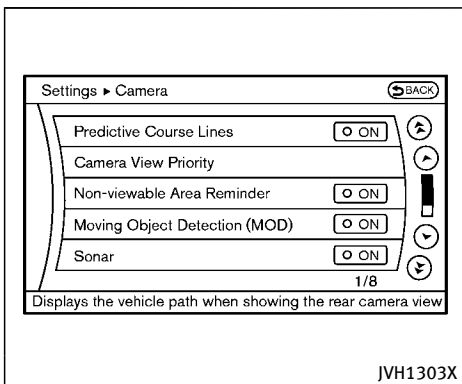 Settings ▸ Camera
BACK
Predictive Course Lines
ON
Camera View Priority
Non-viewable Area Reminder
ON
Moving Object Detection (MOD)
ON
Sonar
ON
1/8
Displays the vehicle path when showing the rear camera view
JVH1303X